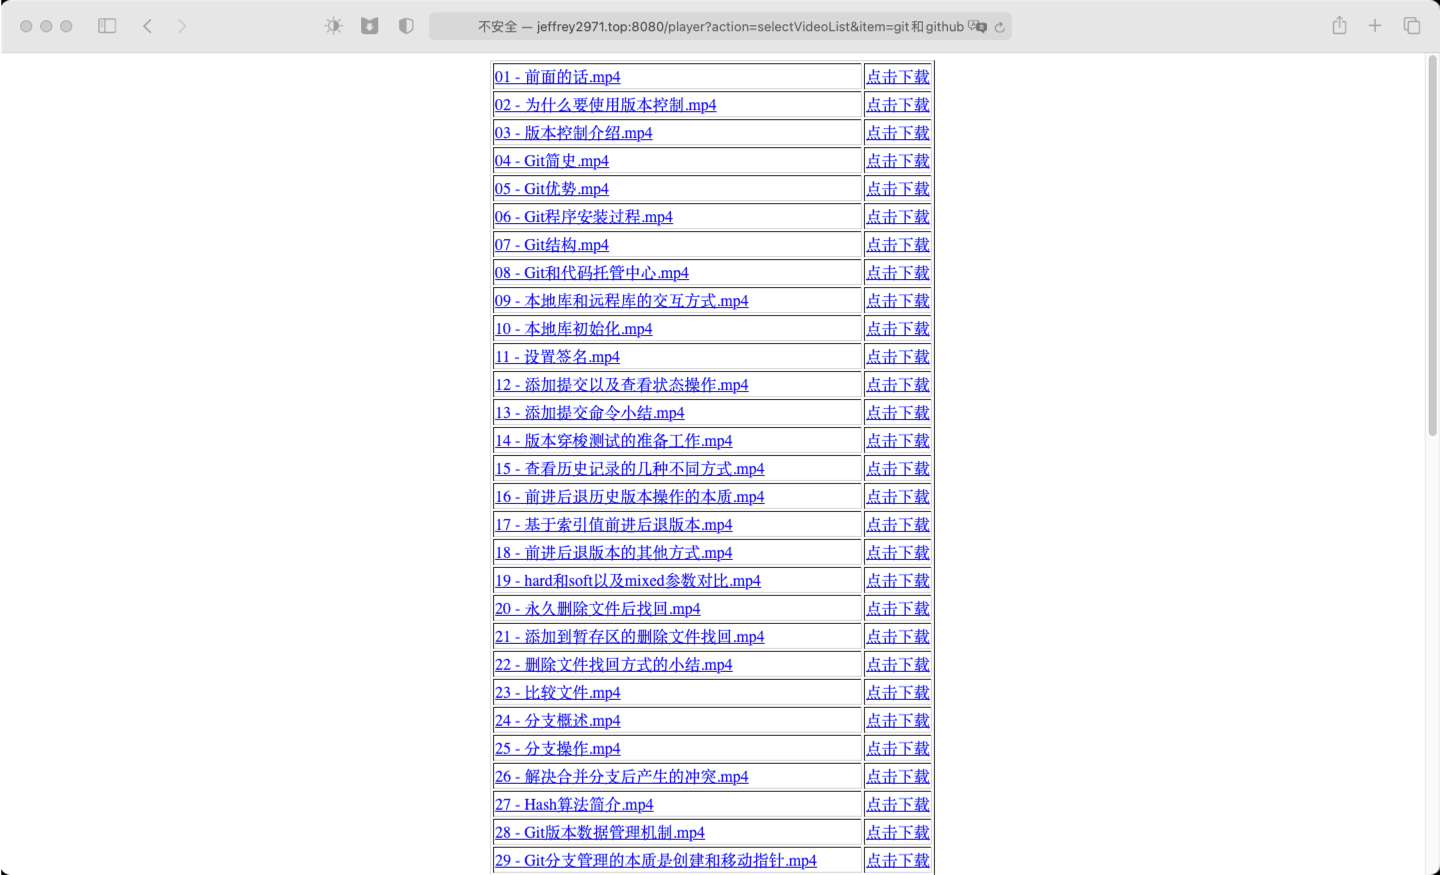 不安全 — jeffrey2971.top:8080/player?action=selectVideoList&item=git和github
01 - 前面的话.mp4 点击下载
02 - 为什么要使用版本控制.mp4 点击下载
03 - 版本控制介绍.mp4 点击下载
04 - Git简史.mp4 点击下载
05 - Git优势.mp4 点击下载
06 - Git程序安装过程.mp4 点击下载
07 - Git结构.mp4 点击下载
08 - Git和代码托管中心.mp4 点击下载
09 - 本地库和远程库的交互方式.mp4 点击下载
10 - 本地库初始化.mp4 点击下载
11 - 设置签名.mp4 点击下载
12 - 添加提交以及查看状态操作.mp4 点击下载
13 - 添加提交命令小结.mp4 点击下载
14 - 版本穿梭测试的准备工作.mp4 点击下载
15 - 查看历史记录的几种不同方式.mp4 点击下载
16 - 前进后退历史版本操作的本质.mp4 点击下载
17 - 基于索引值前进后退版本.mp4 点击下载
18 - 前进后退版本的其他方式.mp4 点击下载
19 - hard和soft以及mixed参数对比.mp4 点击下载
20 - 永久删除文件后找回.mp4 点击下载
21 - 添加到暂存区的删除文件找回.mp4 点击下载
22 - 删除文件找回方式的小结.mp4 点击下载
23 - 比较文件.mp4 点击下载
24 - 分支概述.mp4 点击下载
25 - 分支操作.mp4 点击下载
26 - 解决合并分支后产生的冲突.mp4 点击下载
27 - Hash算法简介.mp4 点击下载
28 - Git版本数据管理机制.mp4 点击下载
29 - Git分支管理的本质是创建和移动指针.mp4 点击下载